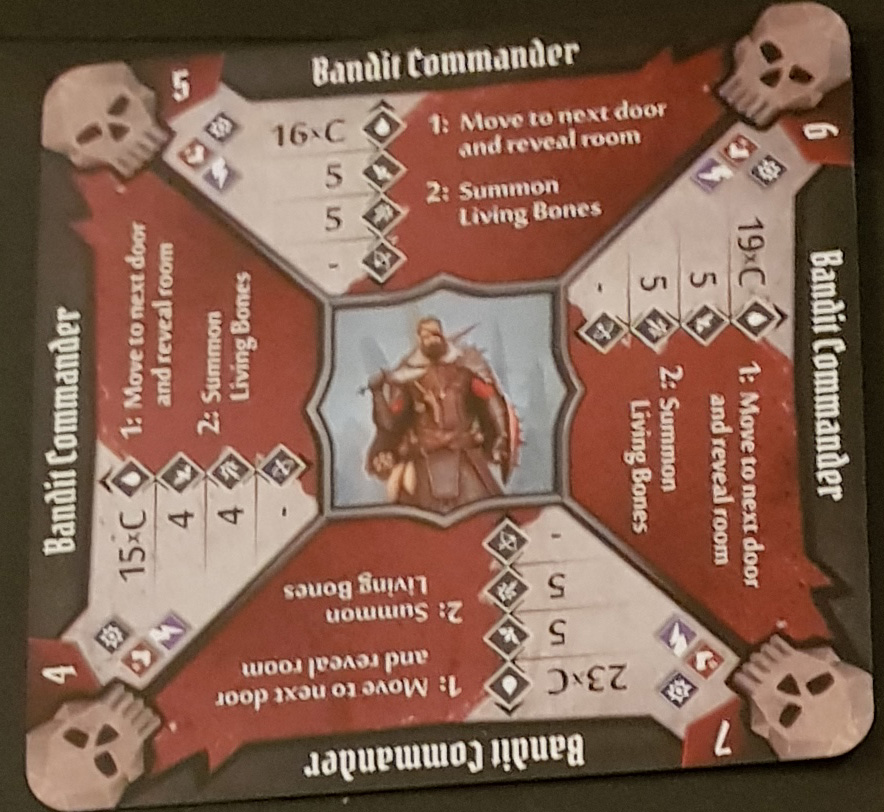 5
Bandit Commander
16×C
5
5
-
1: Move to next door
and reveal room
2: Summon
Living Bones
6
Bandit Commander
19×C
5
5
-
1: Move to next door
and reveal room
2: Summon
Living Bones
7
Bandit Commander
23×C
5
5
-
1: Move to next door
and reveal room
2: Summon
Living Bones
4
Bandit Commander
15×C
4
4
-
1: Move to next door
and reveal room
2: Summon
Living Bones